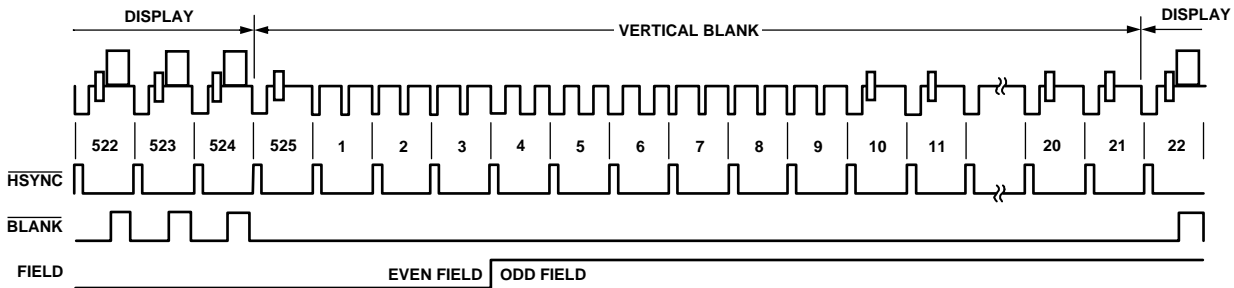 DISPLAY
VERTICAL BLANK
DISPLAY
522 523 524 525 1 2 3 4 5 6 7 8 9 10 11 20 21 22
HSYNC
BLANK
FIELD
EVEN FIELD
ODD FIELD